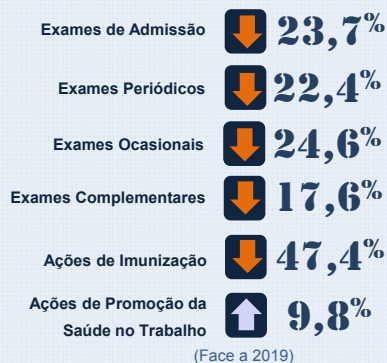 Exames de Admissão 23,7%
Exames Periódicos 22,4%
Exames Ocasionais 24,6%
Exames Complementares 17,6%
Ações de Imunização 47,4%
Ações de Promoção da
Saúde no Trabalho 9,8%
(Face a 2019)